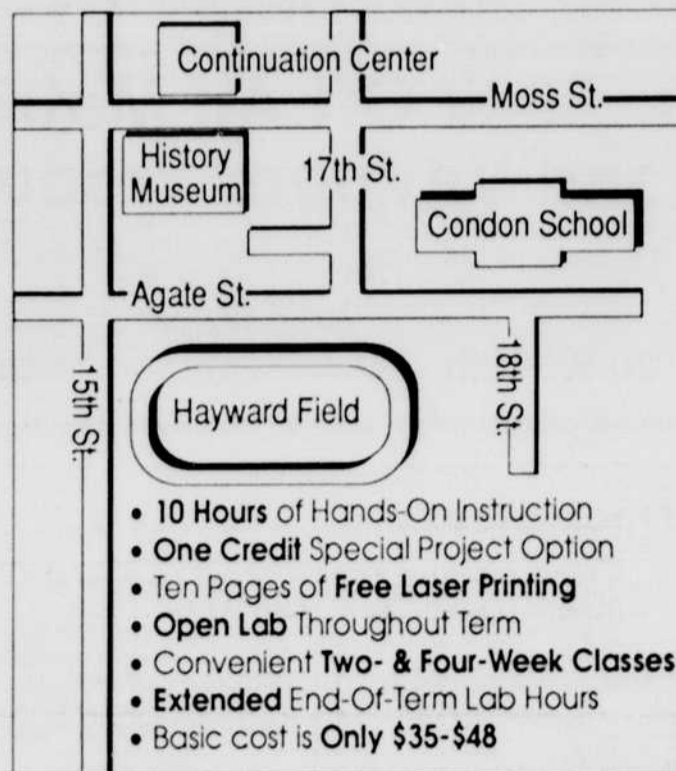 Continuation Center
Moss St.
History
Museum
17th St.
Condon School
Agate St.
15th St.
18th St.
Hayward Field
• 10 Hours of Hands-On Instruction
• One Credit Special Project Option
• Ten Pages of Free Laser Printing
• Open Lab Throughout Term
• Convenient Two- & Four-Week Classes
• Extended End-Of-Term Lab Hours
• Basic cost is Only $35-$48